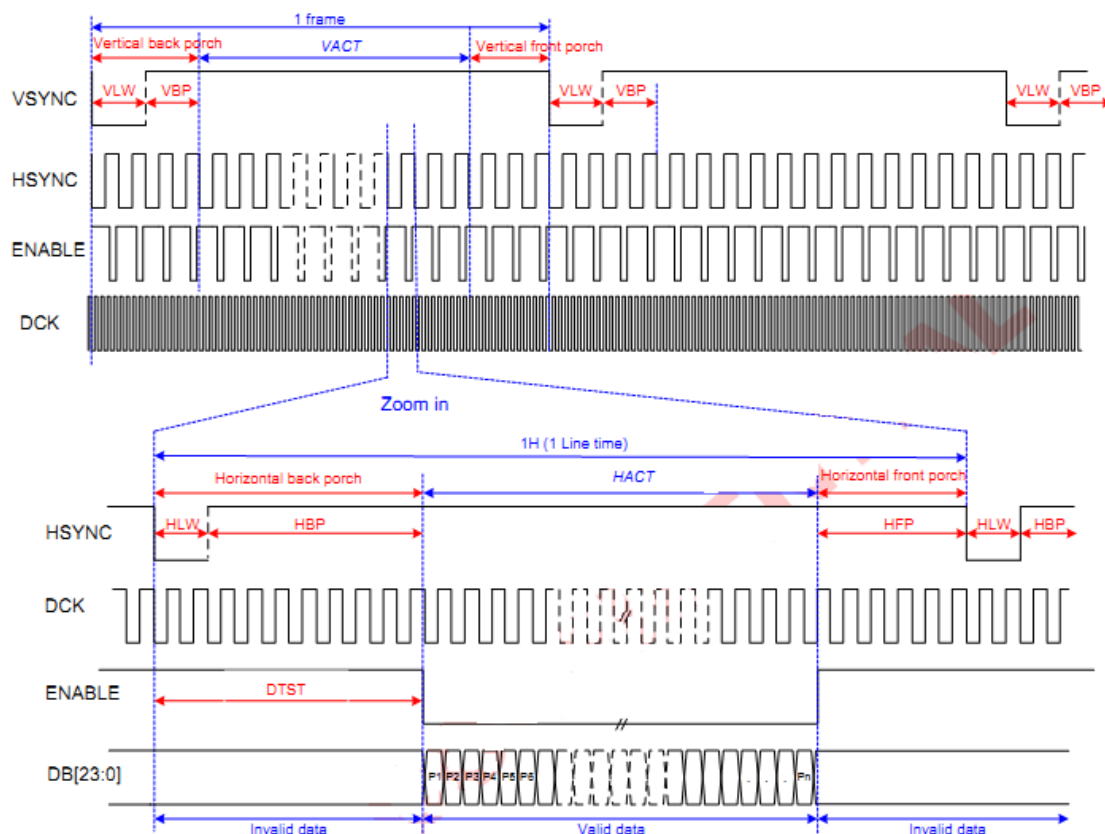 1 frame
Vertical back porch VACT Vertical front porch
VSYNC VLW VBP VLW VBP VLW VBP
HSYNC
ENABLE
DCK
Zoom in
1H (1 Line time)
Horizontal back porch HACT Horizontal front porch
HSYNC HLW HBP HFP HLW HBP
DCK //
ENABLE DTST //
DB[23:0] P1 P2 P3 P4 P5 P6 . . . Pn
Invalid data Valid data Invalid data